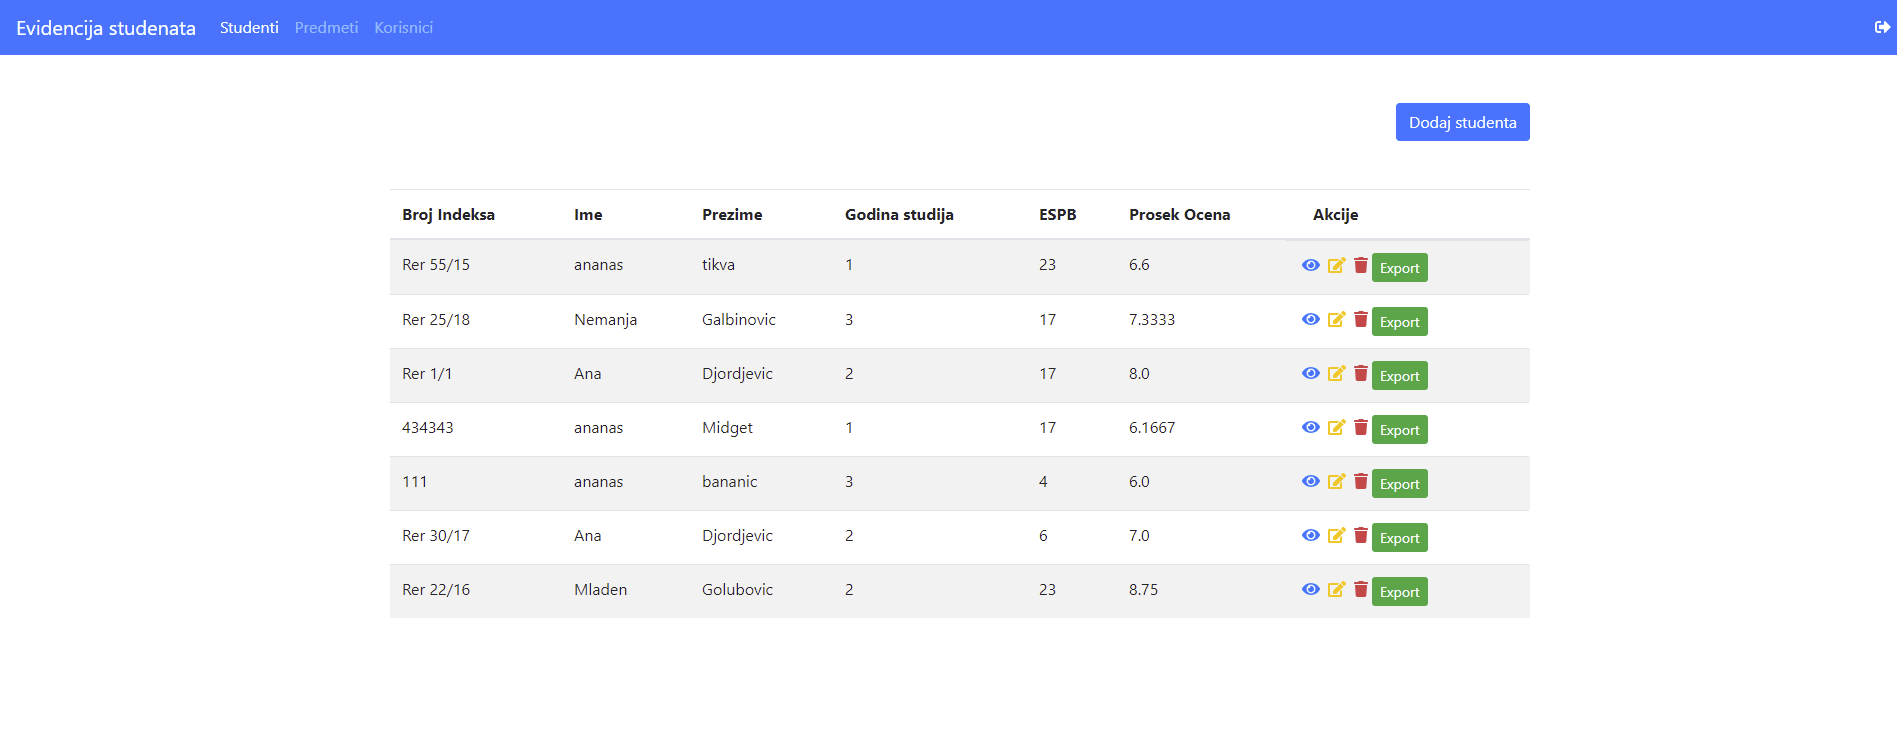 Evidencija studenata Studenti Predmeti Korisnici
Dodaj studenta
Broj Indeksa Ime Prezime Godina studija ESPB Prosek Ocena Akcije
Rer 55/15 ananas tikva 1 23 6.6 Export
Rer 25/18 Nemanja Galbinovic 3 17 7.3333 Export
Rer 1/1 Ana Djordjevic 2 17 8.0 Export
434343 ananas Midget 1 17 6.1667 Export
111 ananas bananic 3 4 6.0 Export
Rer 30/17 Ana Djordjevic 2 6 7.0 Export
Rer 22/16 Mladen Golubovic 2 23 8.75 Export